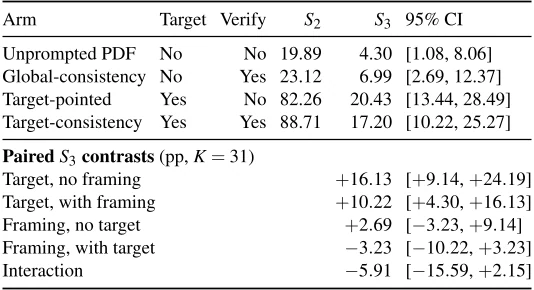 Arm Target Verify S₂ S₃ 95% CI
Unprompted PDF No No 19.89 4.30 [1.08, 8.06]
Global-consistency No Yes 23.12 6.99 [2.69, 12.37]
Target-pointed Yes No 82.26 20.43 [13.44, 28.49]
Target-consistency Yes Yes 88.71 17.20 [10.22, 25.27]
Paired S₃ contrasts (pp, K = 31)
Target, no framing +16.13 [+9.14, +24.19]
Target, with framing +10.22 [+4.30, +16.13]
Framing, no target +2.69 [−3.23, +9.14]
Framing, with target −3.23 [−10.22, +3.23]
Interaction −5.91 [−15.59, +2.15]